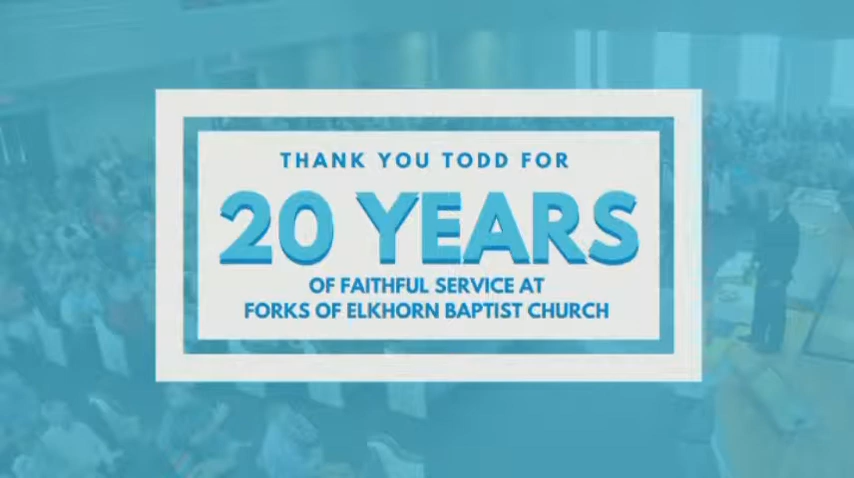 THANK YOU TODD FOR
20 YEARS
OF FAITHFUL SERVICE AT
FORKS OF ELKHORN BAPTIST CHURCH